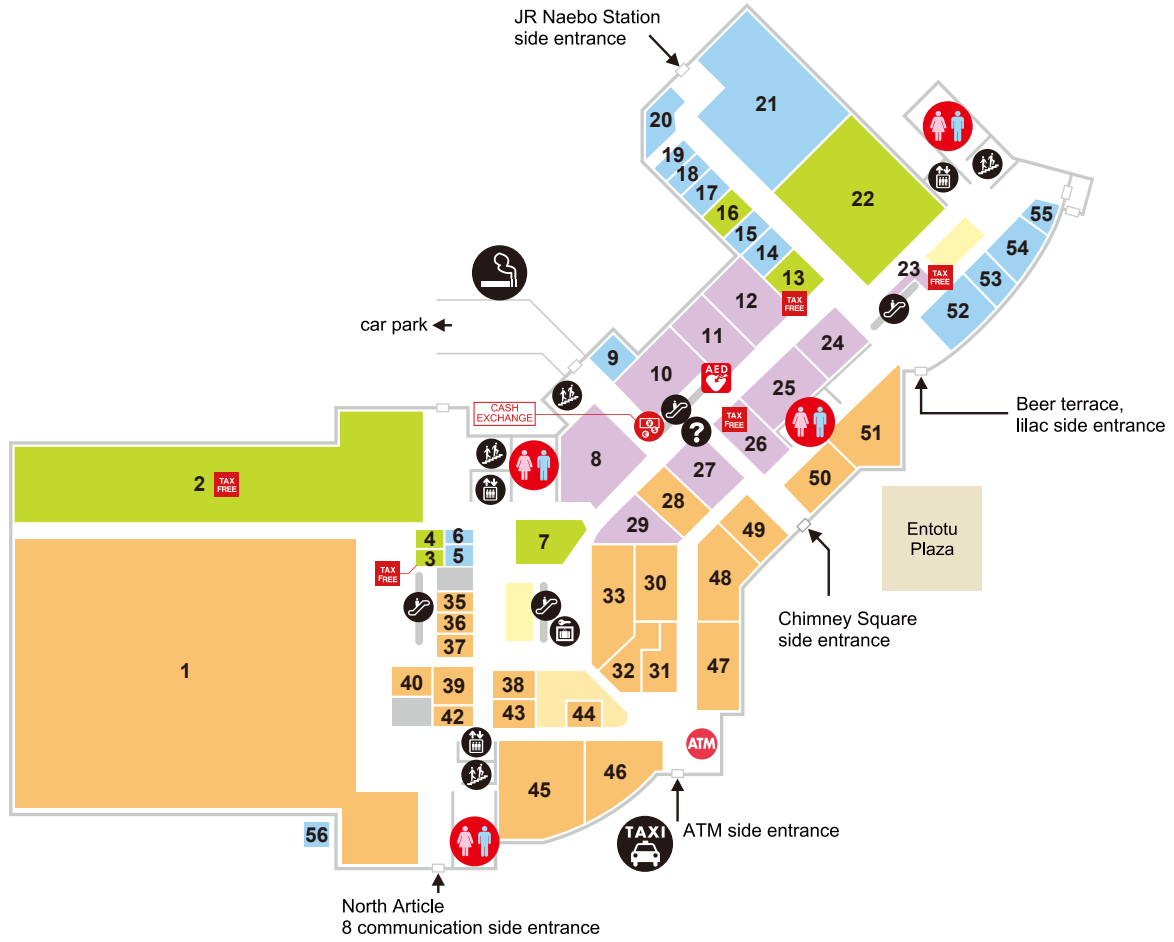 JR Naebo Station
side entrance
21
20
19
18
17
16
15
14
13
TAX
FREE
22
55
54
53
52
23
TAX
FREE
car park
12
11
10
9
AED
24
25
26
TAX
FREE
CASH
EXCHANGE
?
8
27
28
29
51
50
49
48
47
Beer terrace,
lilac side entrance
Entotu
Plaza
Chimney Square
side entrance
2
TAX
FREE
4
6
3
5
TAX
FREE
7
33
30
32
31
35
36
37
1
40
39
42
38
43
44
45
46
ATM
56
TAXI
ATM side entrance
North Article
8 communication side entrance